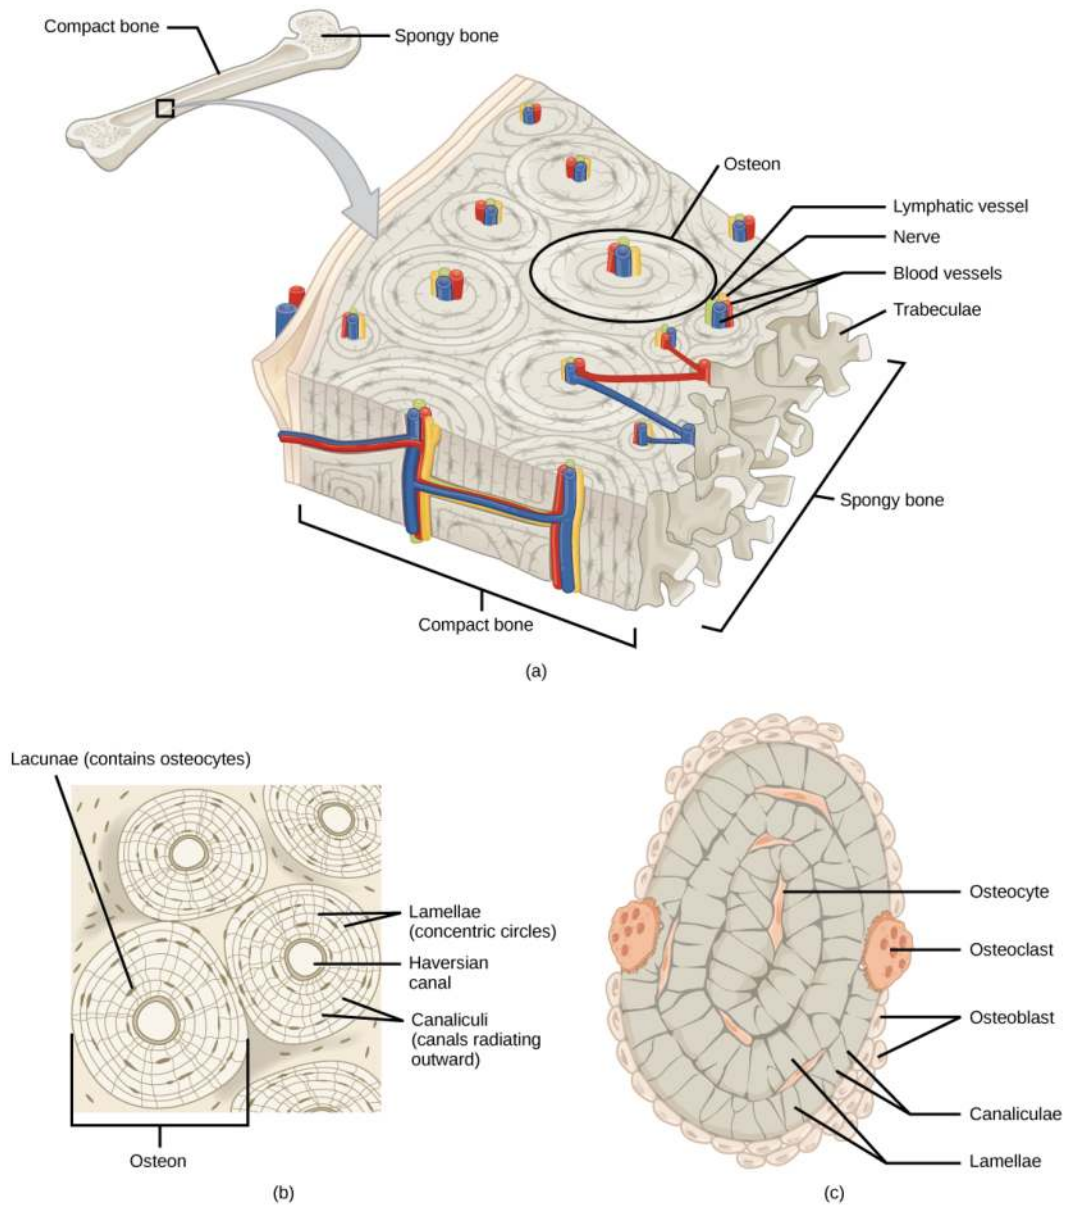 Compact bone
Spongy bone
Osteon
Lymphatic vessel
Nerve
Blood vessels
Trabeculae
Spongy bone
Compact bone
(a)
Lacunae (contains osteocytes)
Lamellae
(concentric circles)
Haversian
canal
Canaliculi
(canals radiating
outward)
Osteon
(b)
Osteocyte
Osteoclast
Osteoblast
Canaliculae
Lamellae
(c)